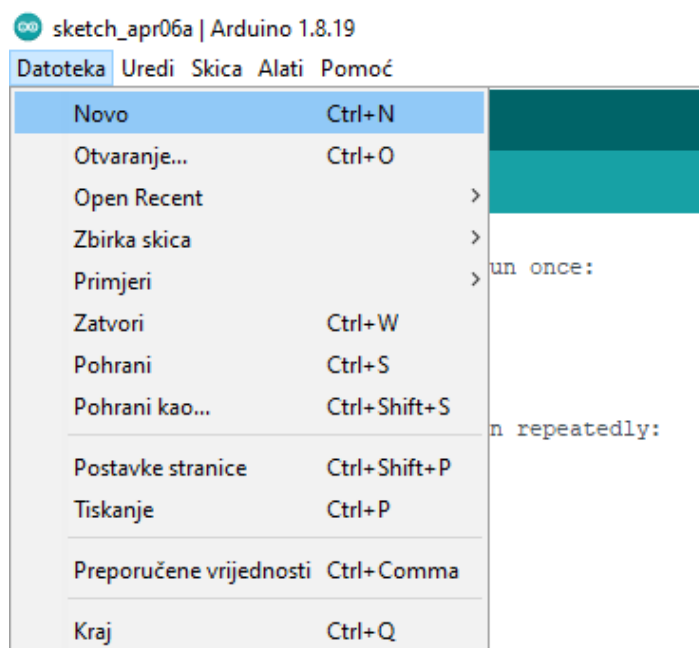 sketch_apr06a | Arduino 1.8.19
Datoteka Uredi Skica Alati Pomoć
Novo Ctrl+N
Otvaranje... Ctrl+O
Open Recent
Zbirka skica
un once:
Primjeri
Zatvori Ctrl+W
Pohrani Ctrl+S
Pohrani kao... Ctrl+Shift+S
n repeatedly:
Postavke stranice Ctrl+Shift+P
Tiskanje Ctrl+P
Preporučene vrijednosti Ctrl+Comma
Kraj Ctrl+Q